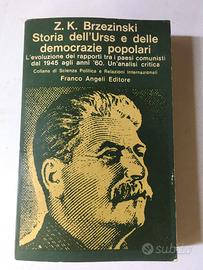 Z. K. Brzezinski
Storia dell'Urss e delle
democrazie popolari
L'evoluzione dei rapporti tra i paesi comunisti
dal 1945 agli anni '60. Un'analisi critica
Collana di Scienza Politica e Relazioni Internazionali
Franco Angeli Editore
subito